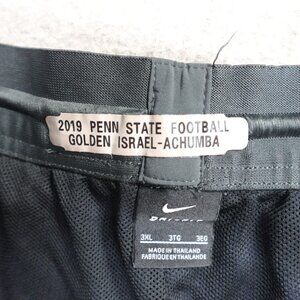 2019 PENN STATE FOOTBALL
GOLDEN ISRAEL-ACHUMBA
DRI-FIT
3XL 3TG 3EG
MADE IN THAILAND
FABRIQUÉ EN THAÏLANDE